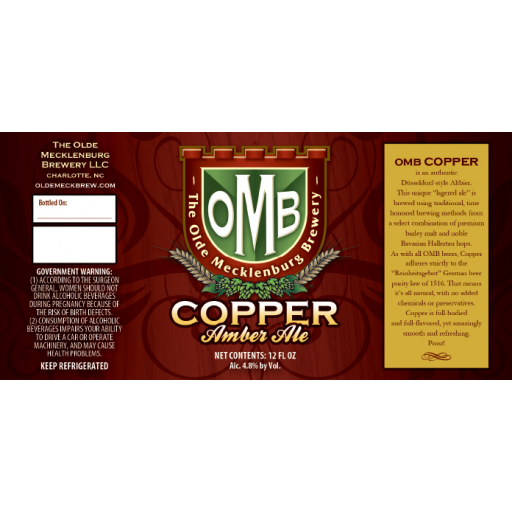 The Olde
Mecklenburg
Brewery LLC
Charlotte, NC
oldemeckbrew.com
Bottled On:
GOVERNMENT WARNING:
(1) ACCORDING TO THE SURGEON
GENERAL, WOMEN SHOULD NOT
DRINK ALCOHOLIC BEVERAGES
DURING PREGNANCY BECAUSE OF
THE RISK OF BIRTH DEFECTS.
(2) CONSUMPTION OF ALCOHOLIC
BEVERAGES IMPAIRS YOUR ABILITY
TO DRIVE A CAR OR OPERATE
MACHINERY, AND MAY CAUSE
HEALTH PROBLEMS.
KEEP REFRIGERATED
OMB
- The Olde Mecklenburg Brewery -
COPPER
Amber Ale
NET CONTENTS: 12 FL OZ
Alc. 4.8% by Vol.
OMB COPPER
is an authentic
Düsseldorf-style Altbier.
This unique "lagered ale" is
brewed using traditional, time
honored brewing methods from
a select combination of premium
barley malt and noble
Bavarian Hallertau hops.
As with all OMB beers, Copper
adheres strictly to the
"Reinheitsgebot" German beer
purity law of 1516. That means
it's all natural, with no added
chemicals or preservatives.
Copper is full-bodied
and full-flavored, yet amazingly
smooth and refreshing.
Prost!